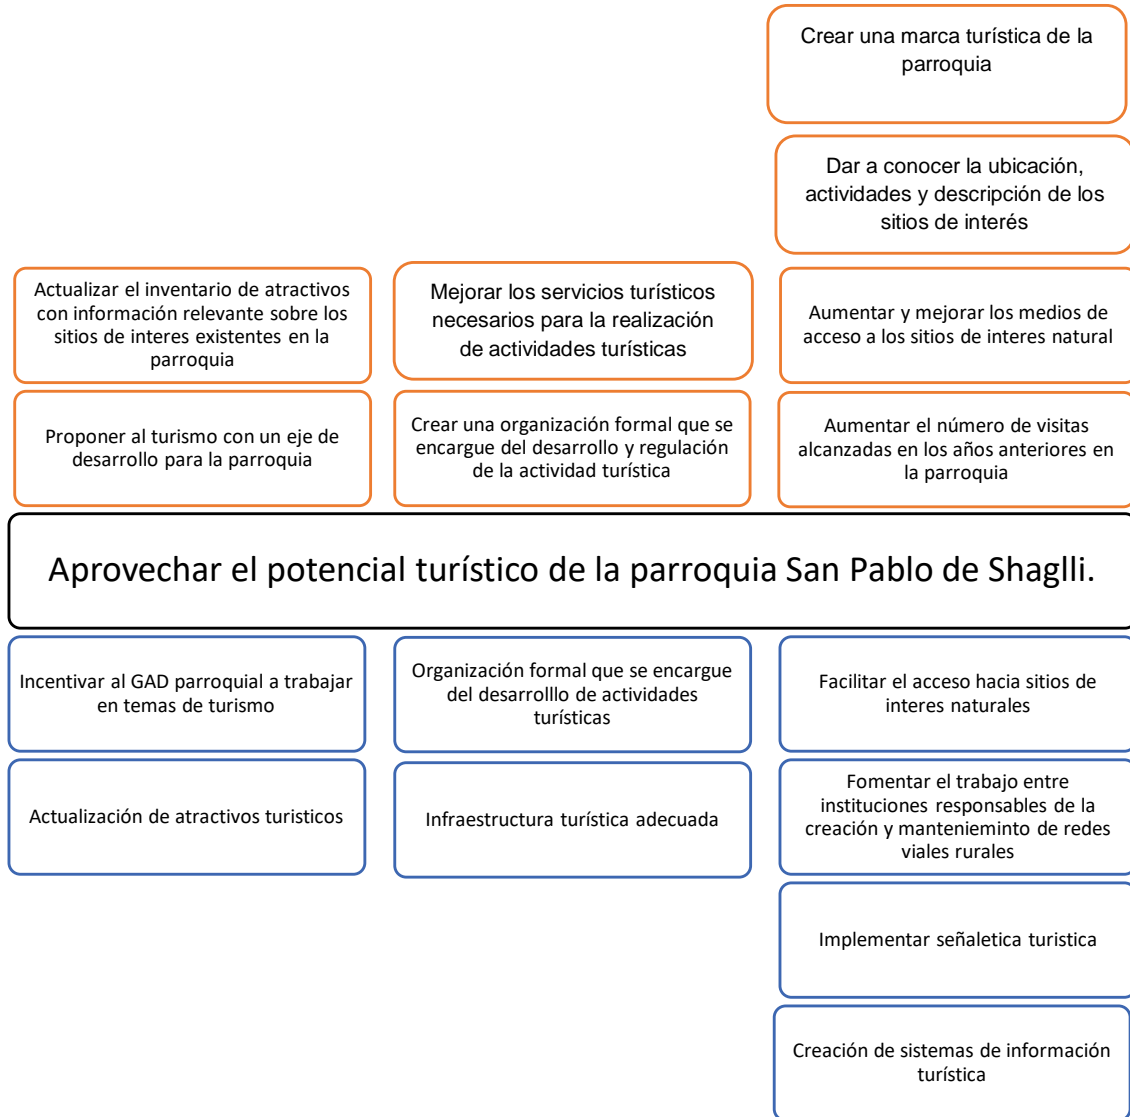 Crear una marca turística de la
parroquia
Dar a conocer la ubicación,
actividades y descripción de los
sitios de interés
Actualizar el inventario de atractivos
con información relevante sobre los
sitios de interes existentes en la
parroquia
Mejorar los servicios turísticos
necesarios para la realización
de actividades turísticas
Aumentar y mejorar los medios de
acceso a los sitios de interes natural
Proponer al turismo con un eje de
desarrollo para la parroquia
Crear una organización formal que se
encargue del desarrollo y regulación
de la actividad turística
Aumentar el número de visitas
alcanzadas en los años anteriores en
la parroquia
Aprovechar el potencial turístico de la parroquia San Pablo de Shaglli.
Incentivar al GAD parroquial a trabajar
en temas de turismo
Organización formal que se encargue
del desarrolllo de actividades
turísticas
Facilitar el acceso hacia sitios de
interes naturales
Actualización de atractivos turisticos
Infraestructura turística adecuada
Fomentar el trabajo entre
instituciones responsables de la
creación y mantenieminto de redes
viales rurales
Implementar señaletica turistica
Creación de sistemas de información
turística